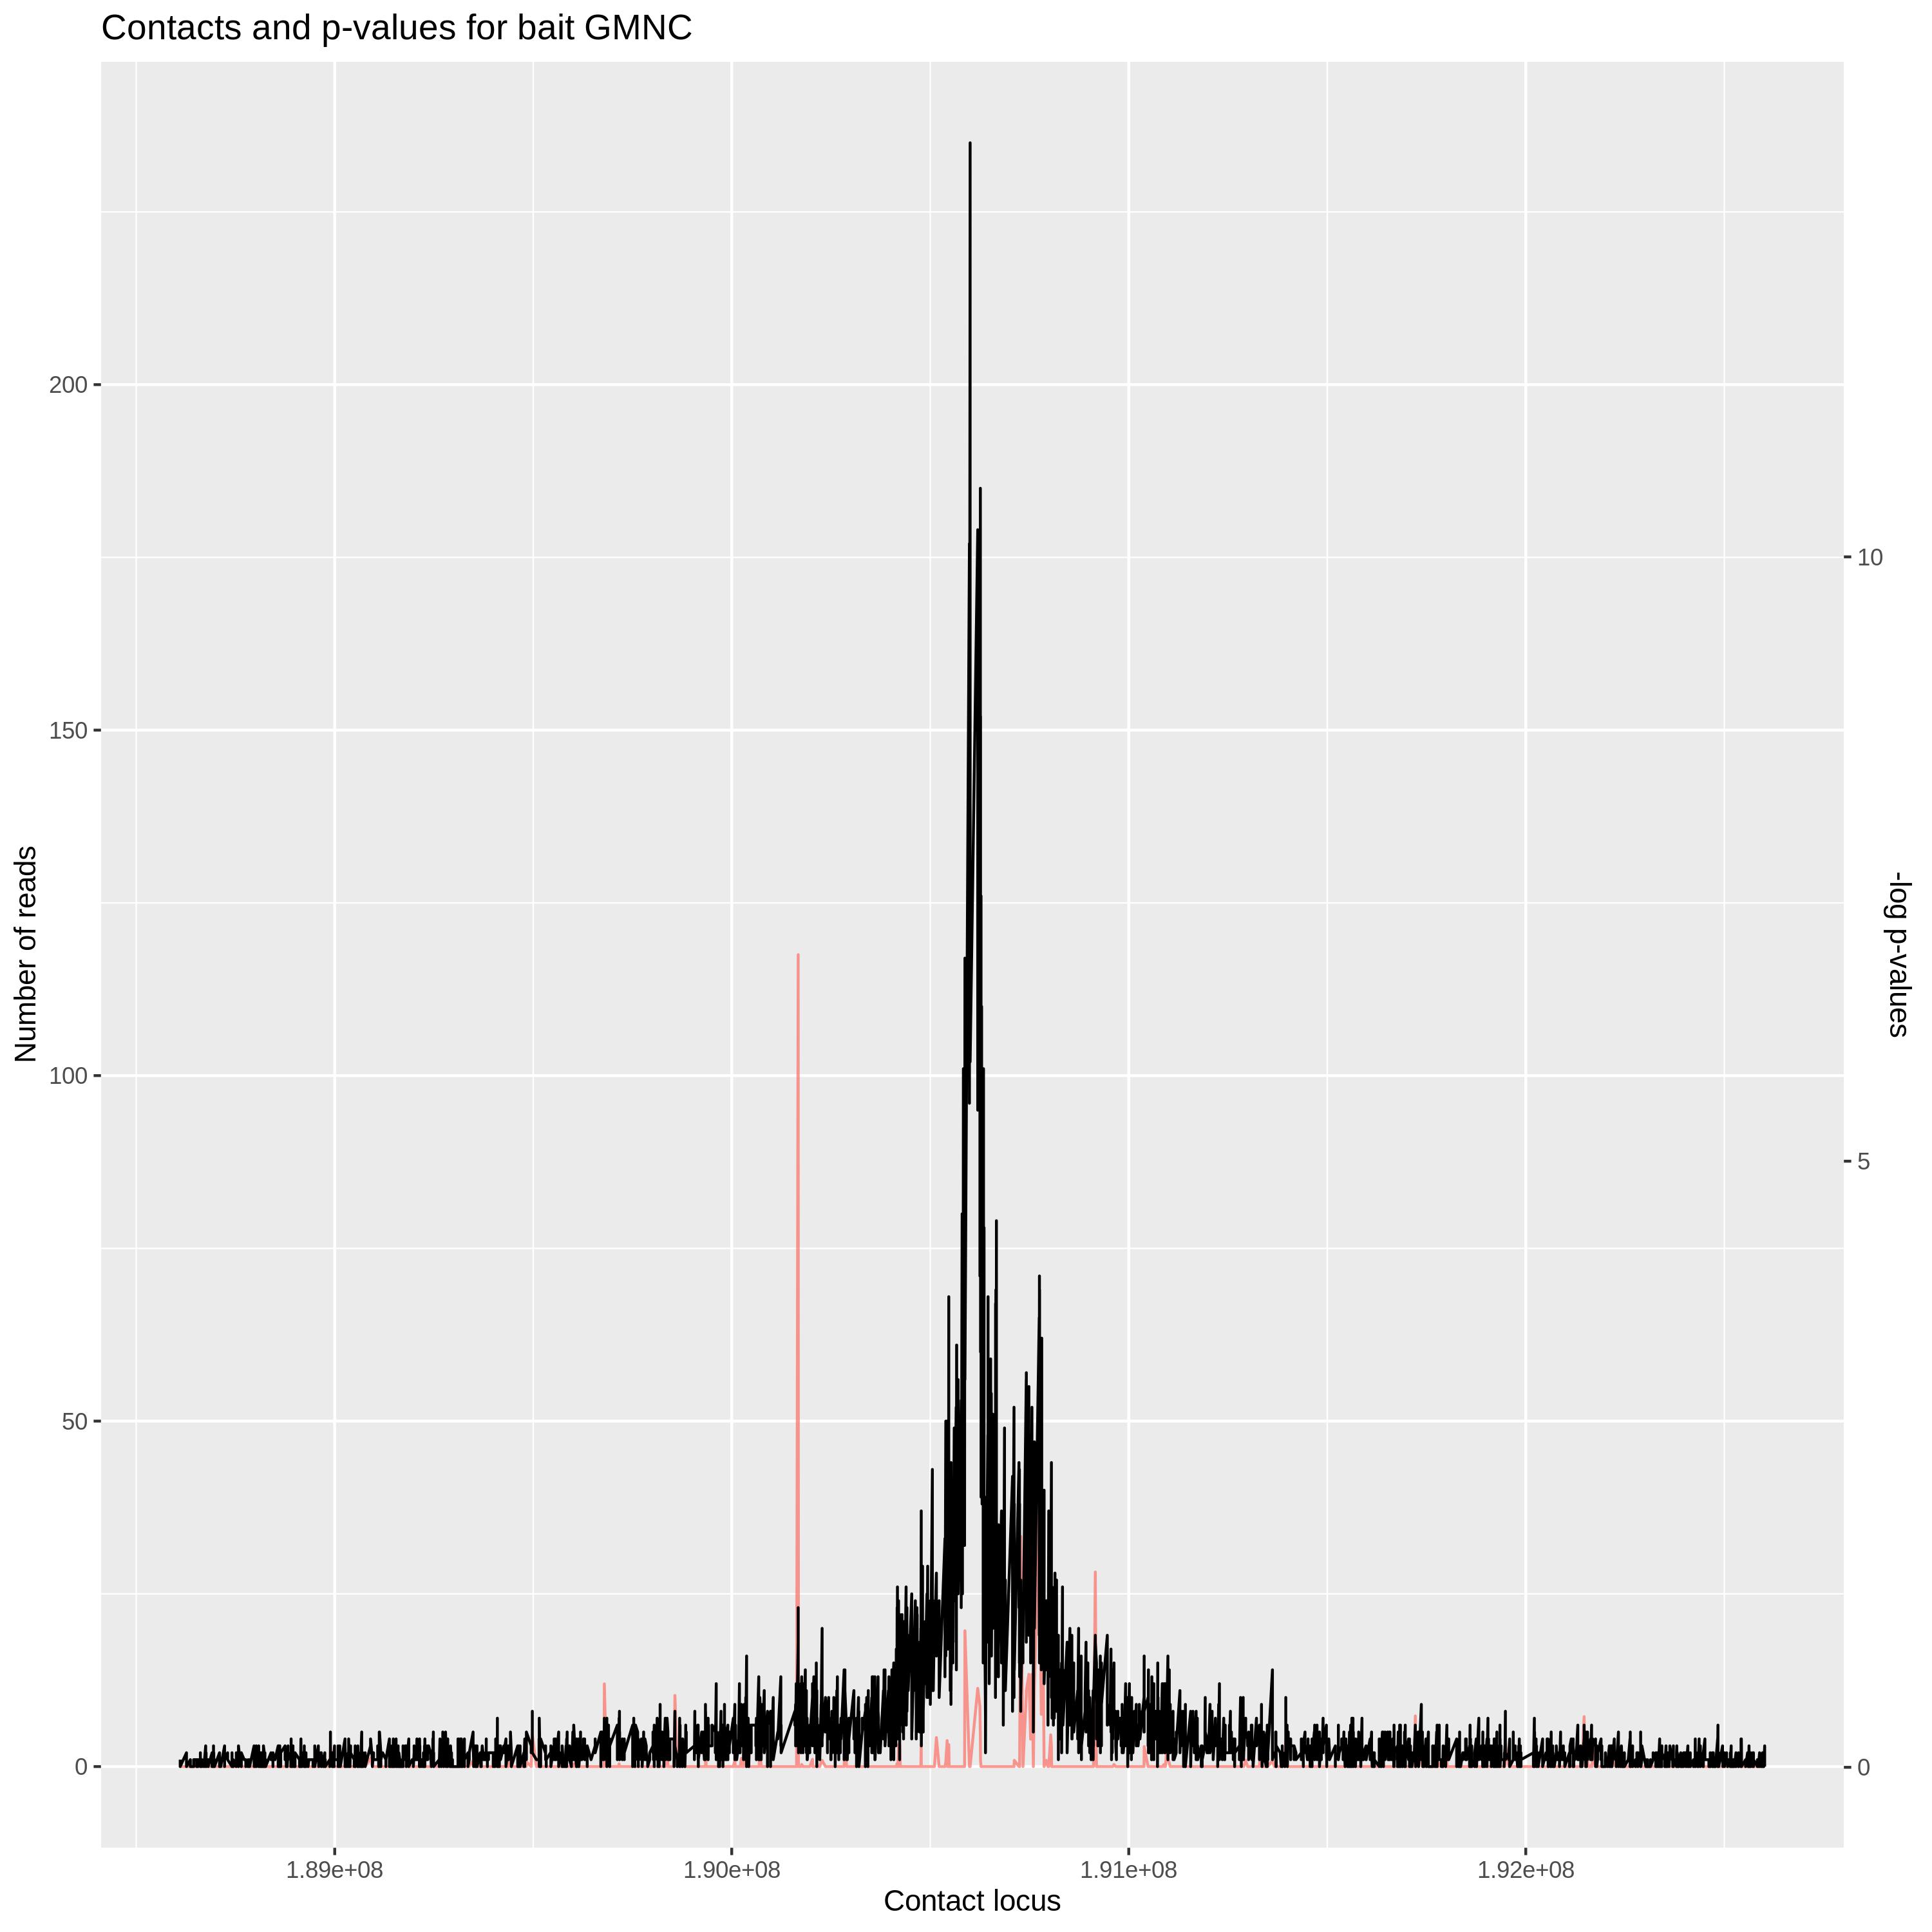 Contacts and p-values for bait GMNC
Number of reads
200
150
100
50
0
10
5
0
-log p-values
1.89e+08
1.90e+08
1.91e+08
1.92e+08
Contact locus